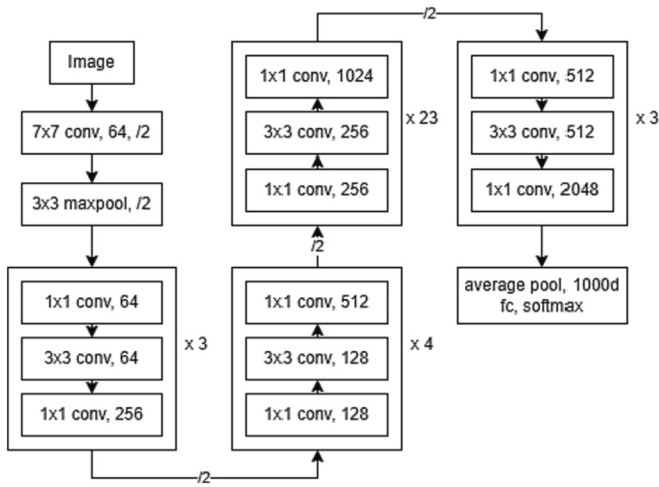 Image
7x7 conv, 64, /2
3x3 maxpool, /2
1x1 conv, 64
3x3 conv, 64
1x1 conv, 256
x 3
/2
1x1 conv, 512
3x3 conv, 128
1x1 conv, 128
x 4
/2
1x1 conv, 1024
3x3 conv, 256
1x1 conv, 256
x 23
/2
1x1 conv, 512
3x3 conv, 512
1x1 conv, 2048
x 3
average pool, 1000d
fc, softmax